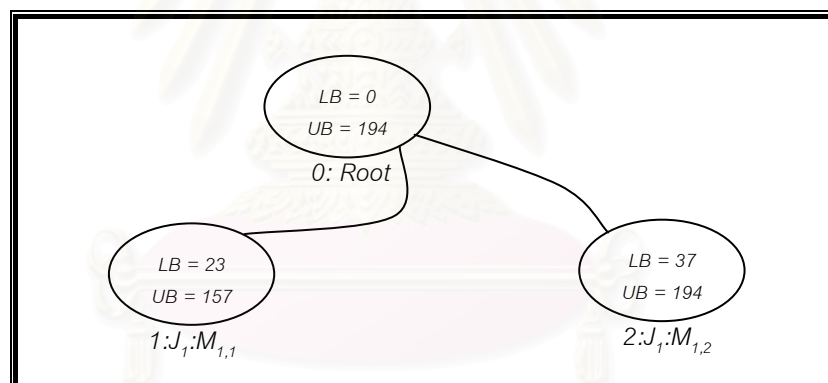 LB = 0
UB = 194
0: Root
LB = 23
UB = 157
1:J₁:M₁,₁
LB = 37
UB = 194
2:J₁:M₁,₂